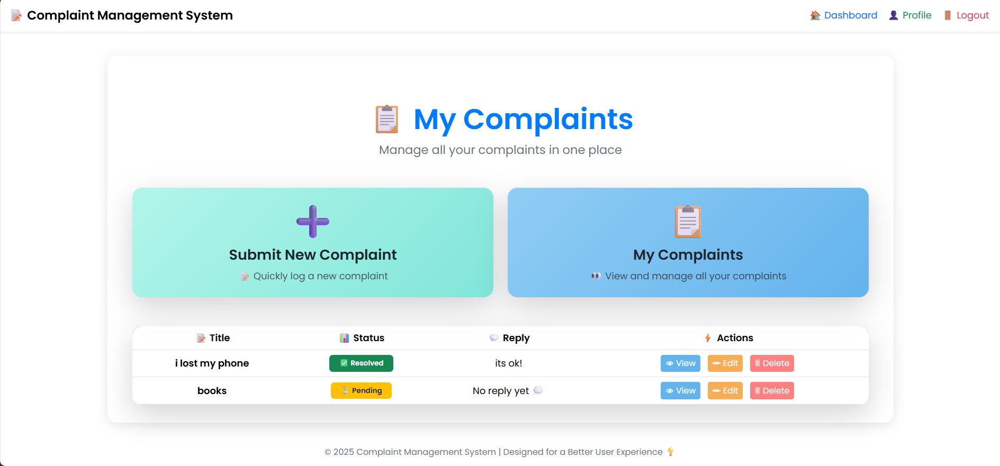 Complaint Management System
Dashboard Profile Logout
My Complaints
Manage all your complaints in one place
Submit New Complaint
Quickly log a new complaint
My Complaints
View and manage all your complaints
Title Status Reply Actions
i lost my phone Resolved its ok! View Edit Delete
books Pending No reply yet View Edit Delete
© 2025 Complaint Management System | Designed for a Better User Experience